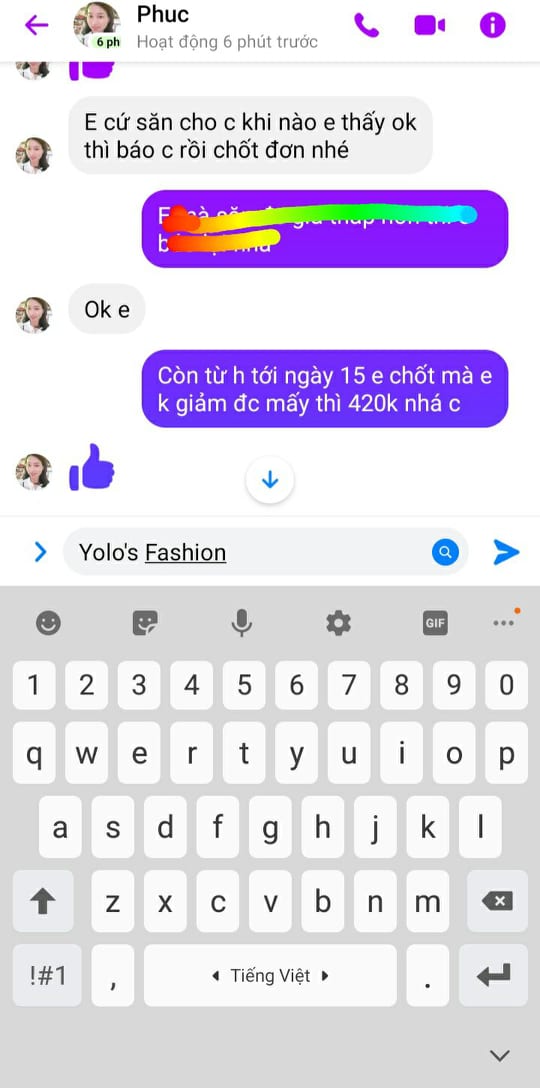 Phuc
6 ph
Hoạt động 6 phút trước
E cứ săn cho c khi nào e thấy ok
thì báo c rồi chốt đơn nhé
Ok e
Còn từ h tới ngày 15 e chốt mà e
k giảm đc mấy thì 420k nhá c
Yolo's Fashion
GIF
1 2 3 4 5 6 7 8 9 0
q w e r t y u i o p
a s d f g h j k l
z x c v b n m
!#1 , Tiếng Việt .